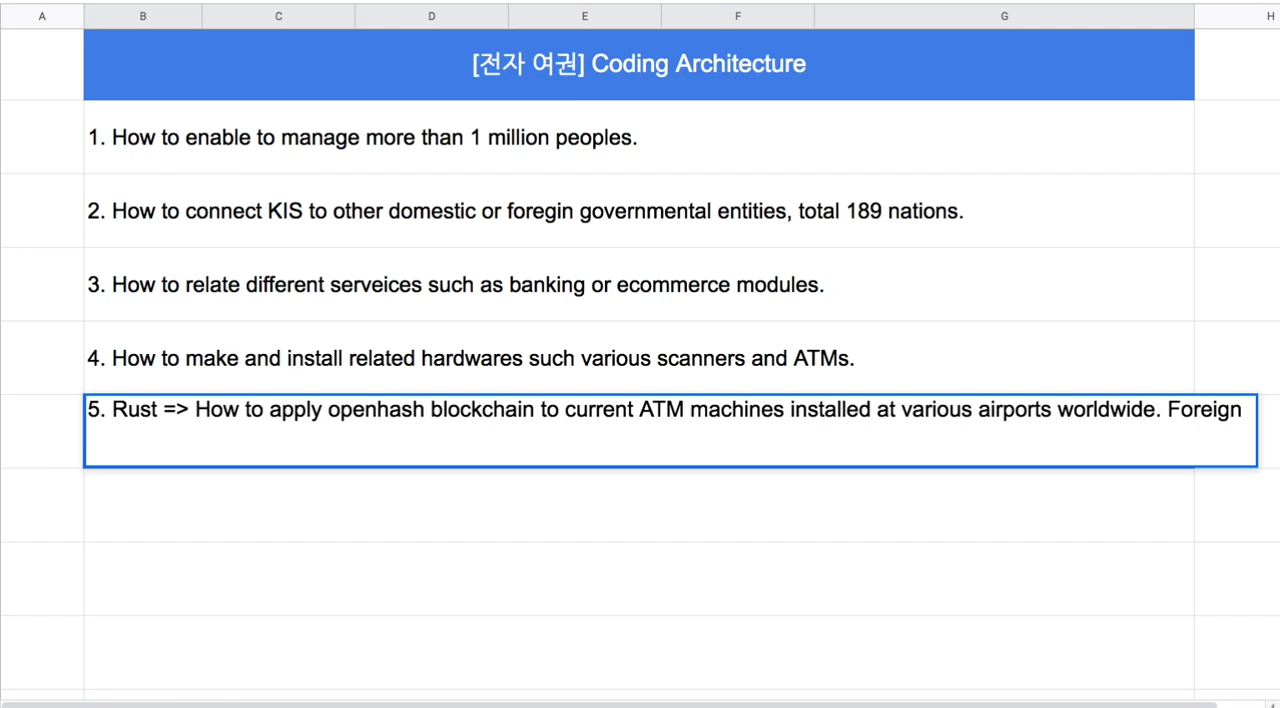 A B C D E F G H
[전자 여권] Coding Architecture
1. How to enable to manage more than 1 million peoples.
2. How to connect KIS to other domestic or foregin governmental entities, total 189 nations.
3. How to relate different serveices such as banking or ecommerce modules.
4. How to make and install related hardwares such various scanners and ATMs.
5. Rust => How to apply openhash blockchain to current ATM machines installed at various airports worldwide. Foreign